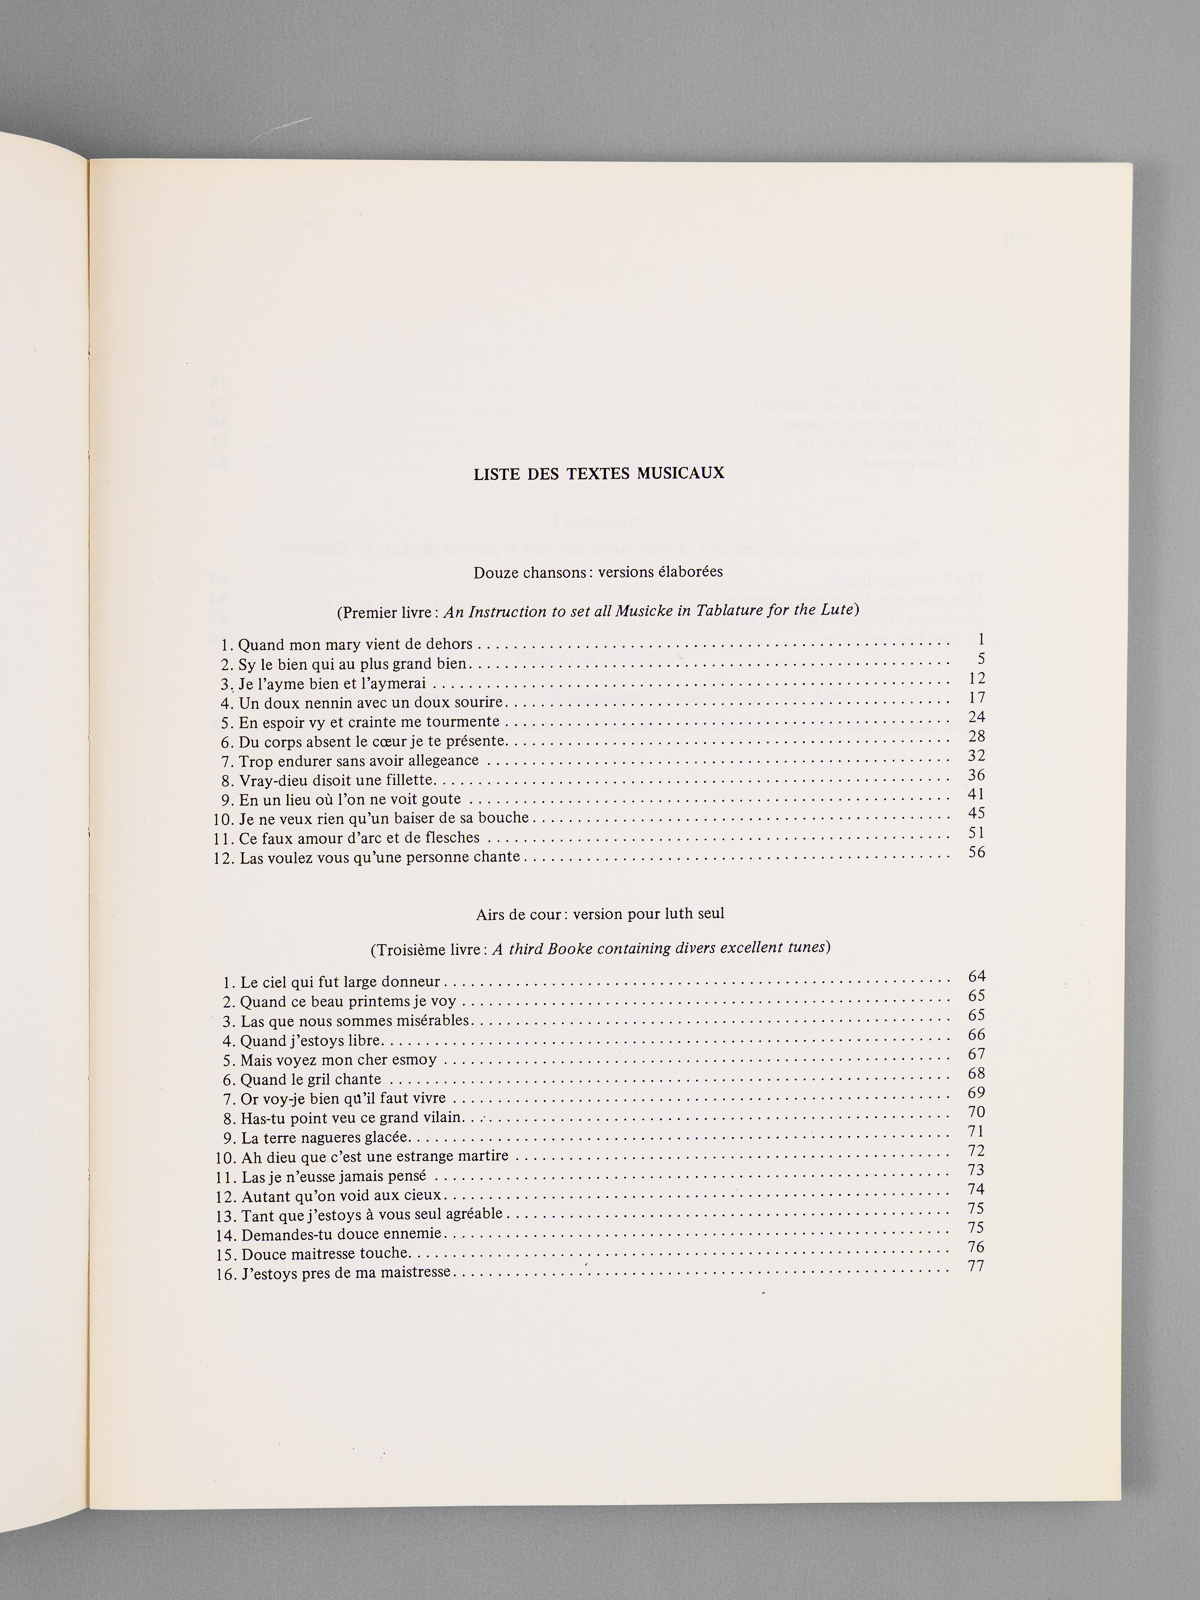 LISTE DES TEXTES MUSICAUX
Douze chansons : versions élaborées
(Premier livre : An Instruction to set all Musicke in Tablature for the Lute)
1. Quand mon mary vient de dehors . . . . . . . . . . 1
2. Sy le bien qui au plus grand bien. . . . . . . . . . 5
3. Je l'ayme bien et l'aymerai . . . . . . . . . . 12
4. Un doux nennin avec un doux sourire. . . . . . . . . . 17
5. En espoir vy et crainte me tourmente . . . . . . . . . . 24
6. Du corps absent le cœur je te présente. . . . . . . . . . 28
7. Trop endurer sans avoir allegeance . . . . . . . . . . 32
8. Vray-dieu disoit une fillette. . . . . . . . . . 36
9. En un lieu où l'on ne voit goute . . . . . . . . . . 41
10. Je ne veux rien qu'un baiser de sa bouche . . . . . . . . . . 45
11. Ce faux amour d'arc et de flesches . . . . . . . . . . 51
12. Las voulez vous qu'une personne chante . . . . . . . . . . 56
Airs de cour : version pour luth seul
(Troisième livre : A third Booke containing divers excellent tunes)
1. Le ciel qui fut large donneur . . . . . . . . . . 64
2. Quand ce beau printems je voy . . . . . . . . . . 65
3. Las que nous sommes misérables. . . . . . . . . . 65
4. Quand j'estoys libre. . . . . . . . . . 66
5. Mais voyez mon cher esmoy . . . . . . . . . . 67
6. Quand le gril chante . . . . . . . . . . 68
7. Or voy-je bien qu'il faut vivre . . . . . . . . . . 69
8. Has-tu point veu ce grand vilain. . . . . . . . . . 70
9. La terre nagueres glacée. . . . . . . . . . 71
10. Ah dieu que c'est une estrange martire . . . . . . . . . . 72
11. Las je n'eusse jamais pensé . . . . . . . . . . 73
12. Autant qu'on void aux cieux. . . . . . . . . . 74
13. Tant que j'estoys à vous seul agréable . . . . . . . . . . 75
14. Demandes-tu douce ennemie. . . . . . . . . . 75
15. Douce maitresse touche. . . . . . . . . . 76
16. J'estoys pres de ma maistresse. . . . . . . . . . 77